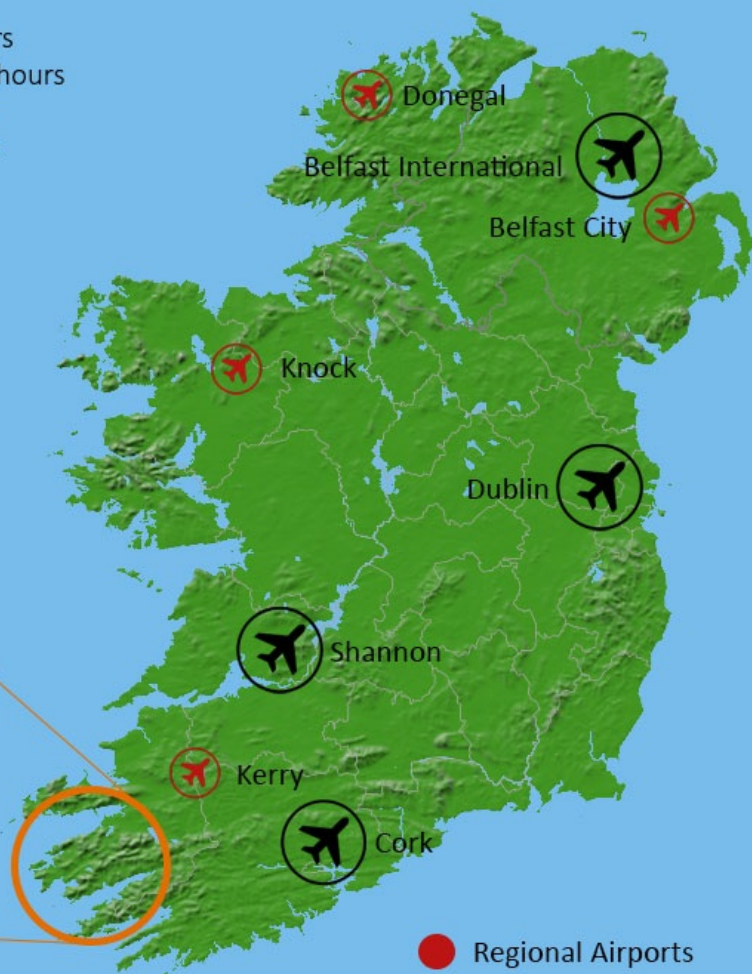 hours
Donegal
Belfast International
Belfast City
Knock
Dublin
Shannon
Kerry
Cork
Regional Airports